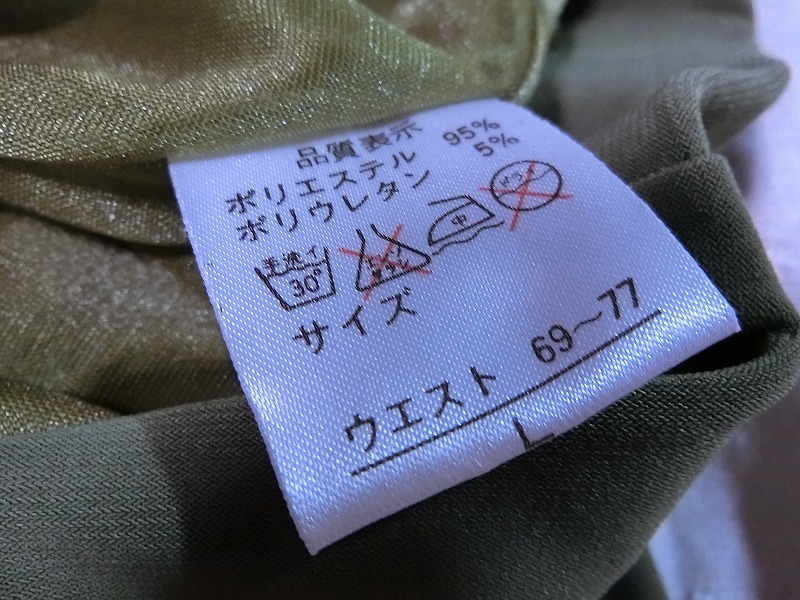 品質表示
ポリエステル 95%
ポリウレタン 5%
30°
中
サイズ
ウエスト 69〜77
L